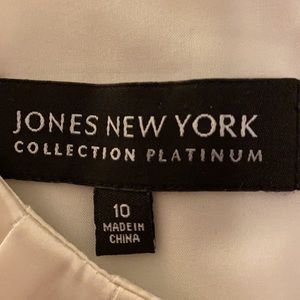 JONES NEW YORK
COLLECTION PLATINUM
10
MADE IN
CHINA